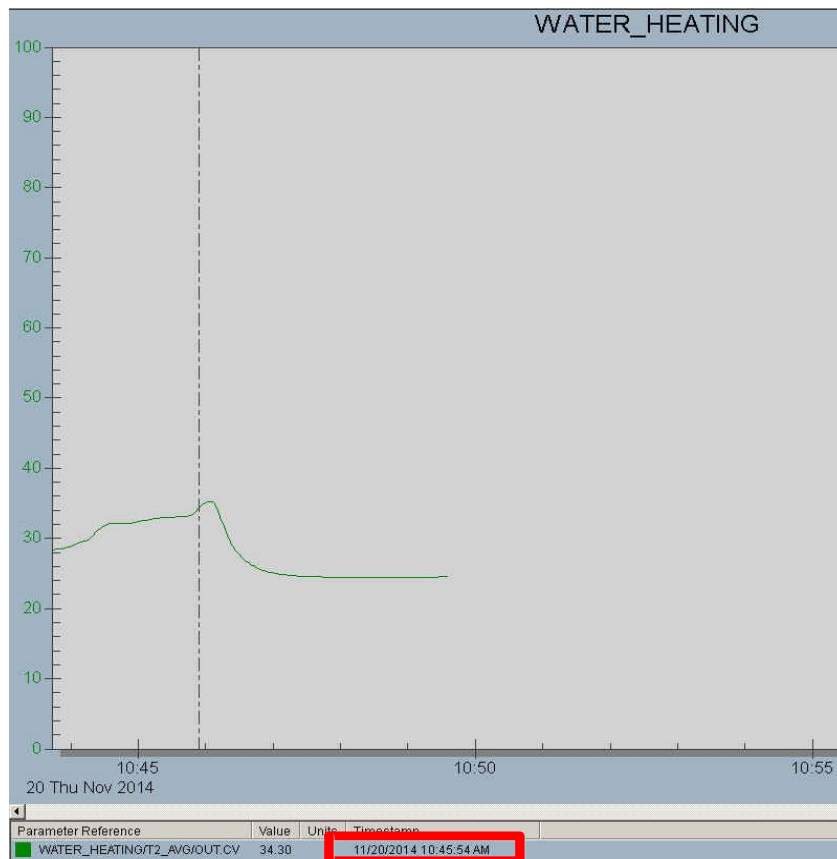 WATER_HEATING
100
90
80
70
60
50
40
30
20
10
0
10:45 10:50 10:55
20 Thu Nov 2014
Parameter Reference Value Units Timestamp
WATER_HEATING/T2_AVG/OUT.CV 34.30 11/20/2014 10:45:54 AM